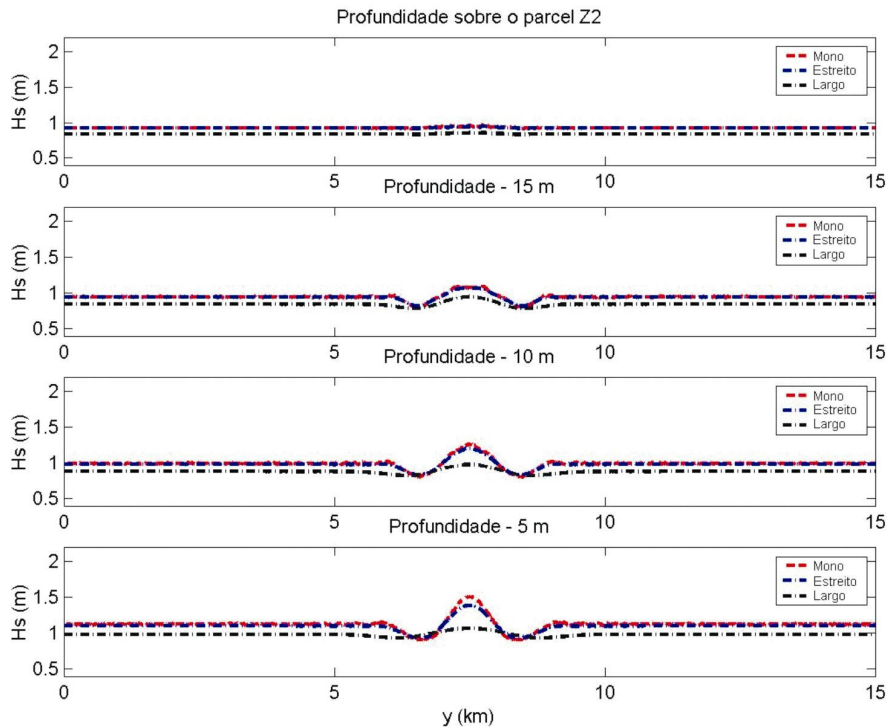 Profundidade sobre o parcel Z2
Hs (m)
2
1.5
1
0.5
Mono
Estreito
Largo
0
5
10
15
Profundidade - 15 m
Hs (m)
2
1.5
1
0.5
Mono
Estreito
Largo
0
5
10
15
Profundidade - 10 m
Hs (m)
2
1.5
1
0.5
Mono
Estreito
Largo
0
5
10
15
Profundidade - 5 m
Hs (m)
2
1.5
1
0.5
Mono
Estreito
Largo
0
5
10
15
y (km)